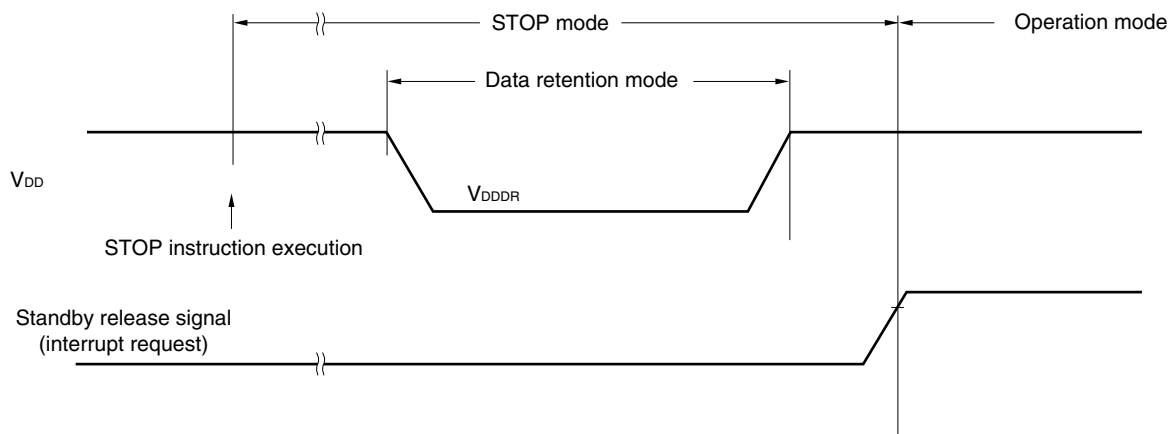 STOP mode
Operation mode
Data retention mode
VDD
VDDDR
STOP instruction execution
Standby release signal
(interrupt request)